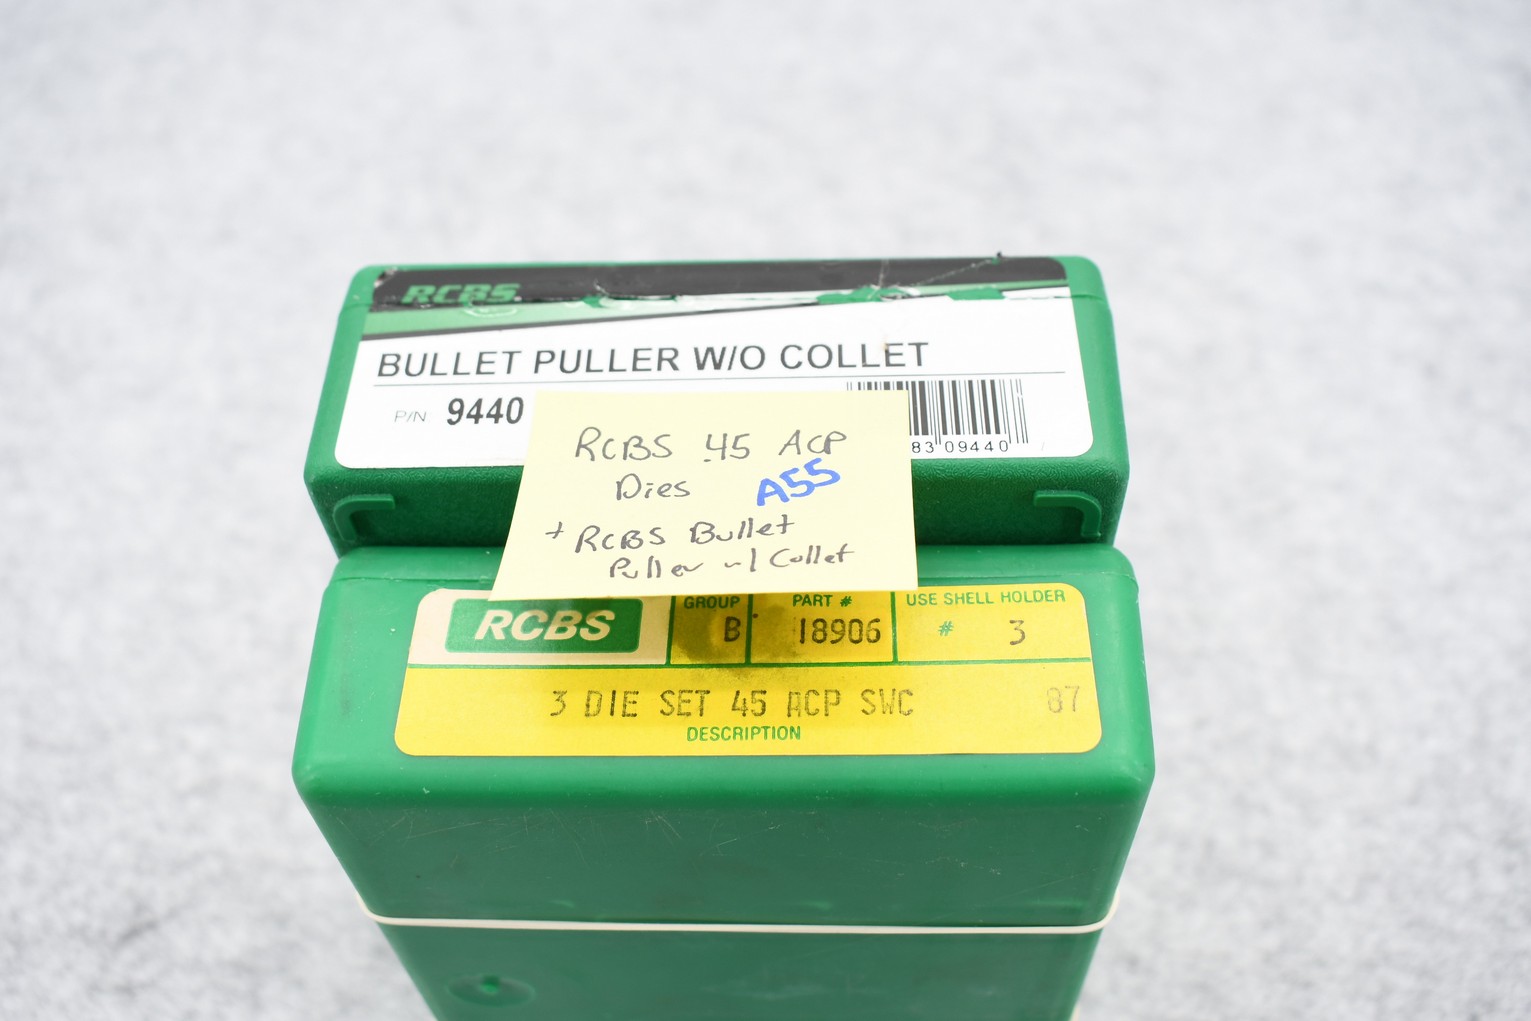 RCBS
BULLET PULLER W/O COLLET
P/N 9440
83 09440
RCBS .45 ACP
Dies A55
+ RCBS Bullet
Puller w/ Collet
RCBS GROUP B PART # 18906 USE SHELL HOLDER # 3
3 DIE SET 45 ACP SWC 87
DESCRIPTION